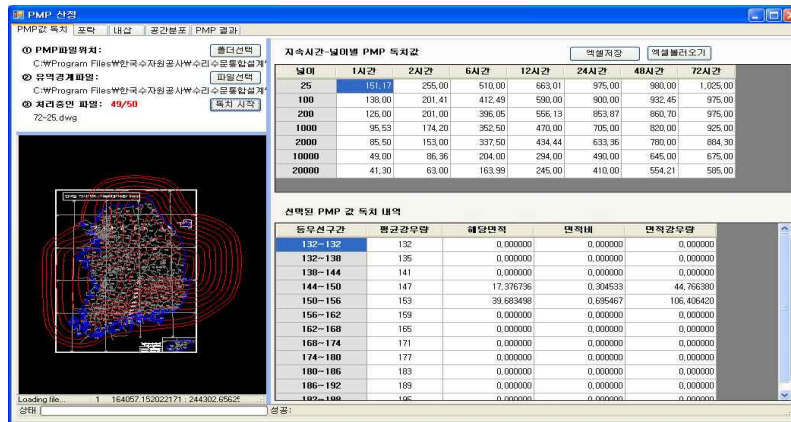 PMP 산정
PMP값 독치 포락 내삽 공간분포 PMP 결과
① PMP파일위치: 폴더선택
C:₩Program Files₩한국수자원공사₩수리수문통합설계
② 유역경계파일: 파일선택
C:₩Program Files₩한국수자원공사₩수리수문통합설계
③ 처리중인 파일: 49/50 독치 시작
72-25.dwg
Loading file... 1 164057.152022171 : 244302.6562
상태
지속시간-넓이별 PMP 독치값 엑셀저장 엑셀불러오기
넓이 1시간 2시간 6시간 12시간 24시간 48시간 72시간
25 151.17 255.00 510.00 663.01 975.00 980.00 1,025.00
100 138.00 201.41 412.49 590.00 900.00 932.45 975.00
200 126.00 201.00 396.05 556.13 853.87 860.70 975.00
1000 95.53 174.20 352.50 470.00 705.00 820.00 925.00
2000 85.50 153.00 337.50 434.44 633.36 780.00 884.30
10000 49.00 86.36 204.00 294.00 490.00 645.00 675.00
20000 41.30 63.00 163.99 245.00 410.00 554.21 585.00
선택된 PMP 값 독치 내역
등우선구간 평균강우량 해당면적 면적비 면적강우량
132~132 132 0.000000 0.000000 0.000000
132~138 135 0.000000 0.000000 0.000000
138~144 141 0.000000 0.000000 0.000000
144~150 147 17.376736 0.304533 44.766380
150~156 153 39.683498 0.695467 106.406420
156~162 159 0.000000 0.000000 0.000000
162~168 165 0.000000 0.000000 0.000000
168~174 171 0.000000 0.000000 0.000000
174~180 177 0.000000 0.000000 0.000000
180~186 183 0.000000 0.000000 0.000000
186~192 189 0.000000 0.000000 0.000000
192~198 195 0.000000 0.000000 0.000000
성공: